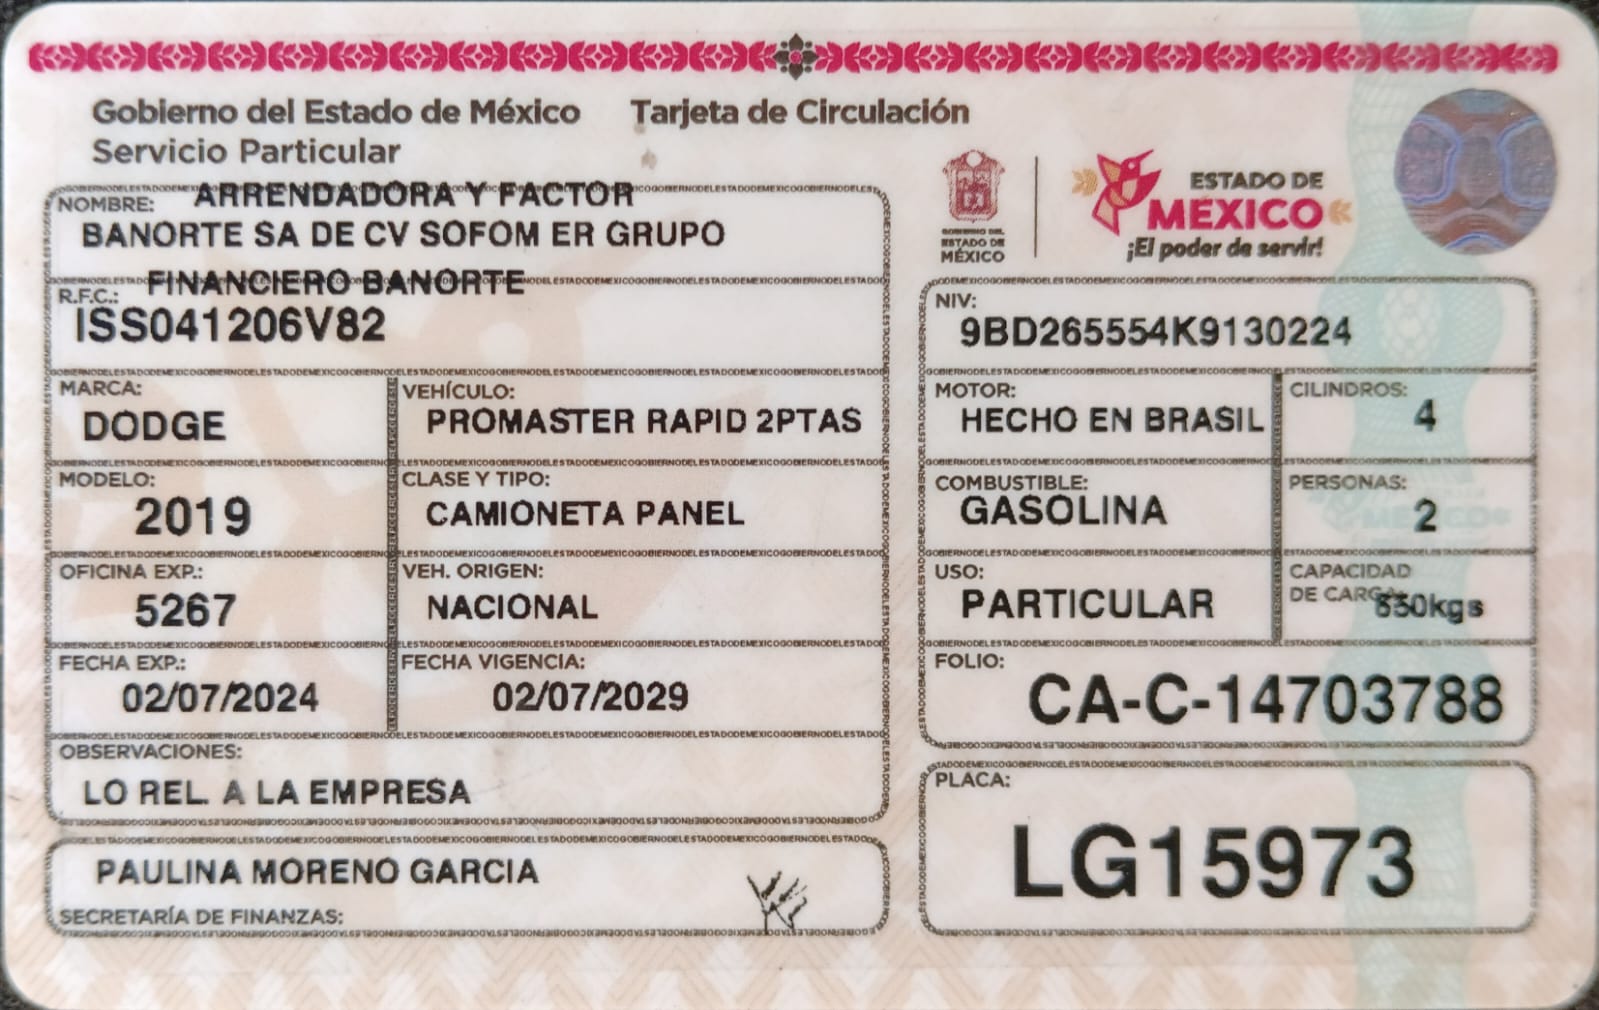 Gobierno del Estado de México Tarjeta de Circulación
Servicio Particular
NOMBRE: ARRENDADORA Y FACTOR
BANORTE SA DE CV SOFOM ER GRUPO
FINANCIERO BANORTE
R.F.C.:
ISS041206V82
MARCA:
DODGE
VEHÍCULO:
PROMASTER RAPID 2PTAS
MODELO:
2019
CLASE Y TIPO:
CAMIONETA PANEL
OFICINA EXP.:
5267
VEH. ORIGEN:
NACIONAL
FECHA EXP.:
02/07/2024
FECHA VIGENCIA:
02/07/2029
OBSERVACIONES:
LO REL. A LA EMPRESA
PAULINA MORENO GARCIA
SECRETARÍA DE FINANZAS:
GOBIERNO DEL
ESTADO DE
MÉXICO
ESTADO DE
MÉXICO
¡El poder de servir!
NIV:
9BD265554K9130224
MOTOR:
HECHO EN BRASIL
CILINDROS:
4
COMBUSTIBLE:
GASOLINA
PERSONAS:
2
USO:
PARTICULAR
CAPACIDAD
DE CARGA:
FOLIO:
CA-C-14703788
PLACA:
LG15973